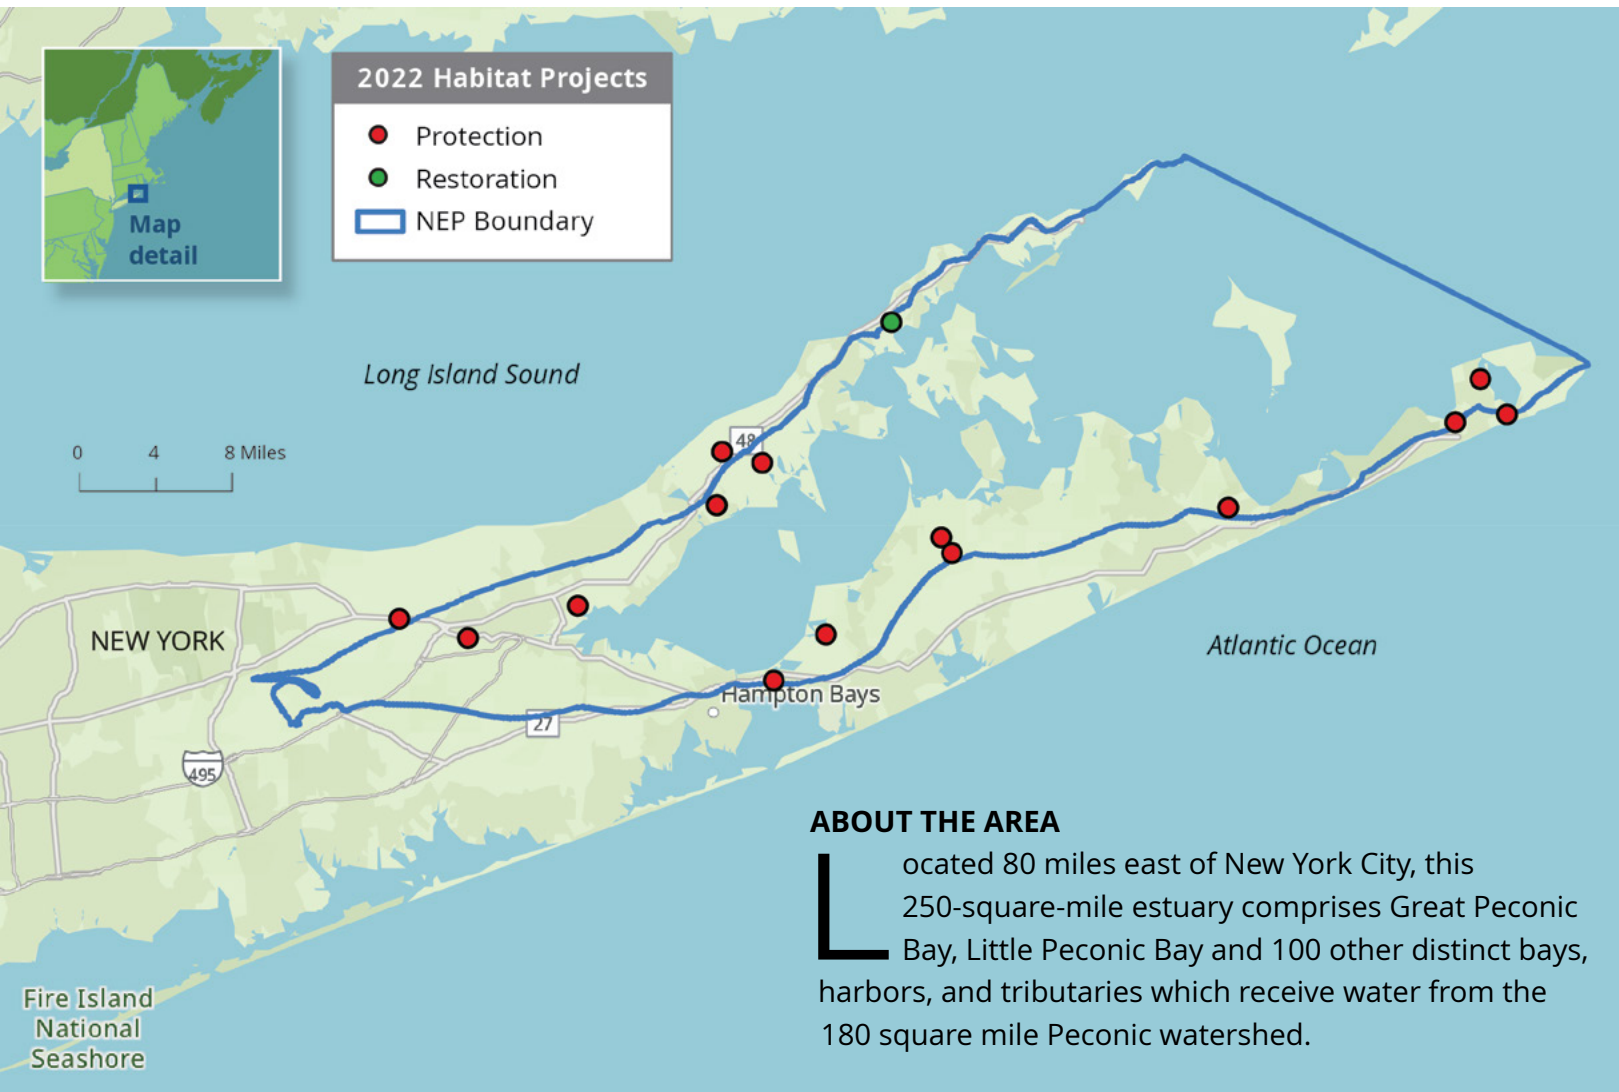 2022 Habitat Projects
Protection
Restoration
NEP Boundary
Map
detail
Long Island Sound
0 4 8 Miles
48
NEW YORK
Atlantic Ocean
Hampton Bays
27
495
Fire Island
National
Seashore
ABOUT THE AREA
Located 80 miles east of New York City, this
250-square-mile estuary comprises Great Peconic
Bay, Little Peconic Bay and 100 other distinct bays,
harbors, and tributaries which receive water from the
180 square mile Peconic watershed.